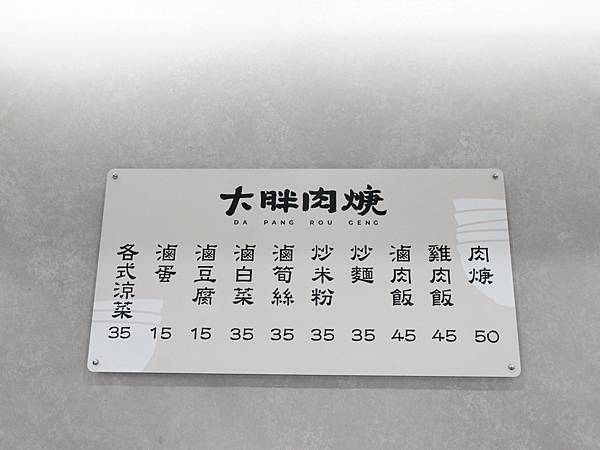 大胖肉焿
DA PANG ROU GENG
肉焿 50
雞肉飯 45
滷肉飯 45
炒麵 35
炒米粉 35
滷筍絲 35
滷白菜 35
滷豆腐 15
滷蛋 15
各式涼菜 35